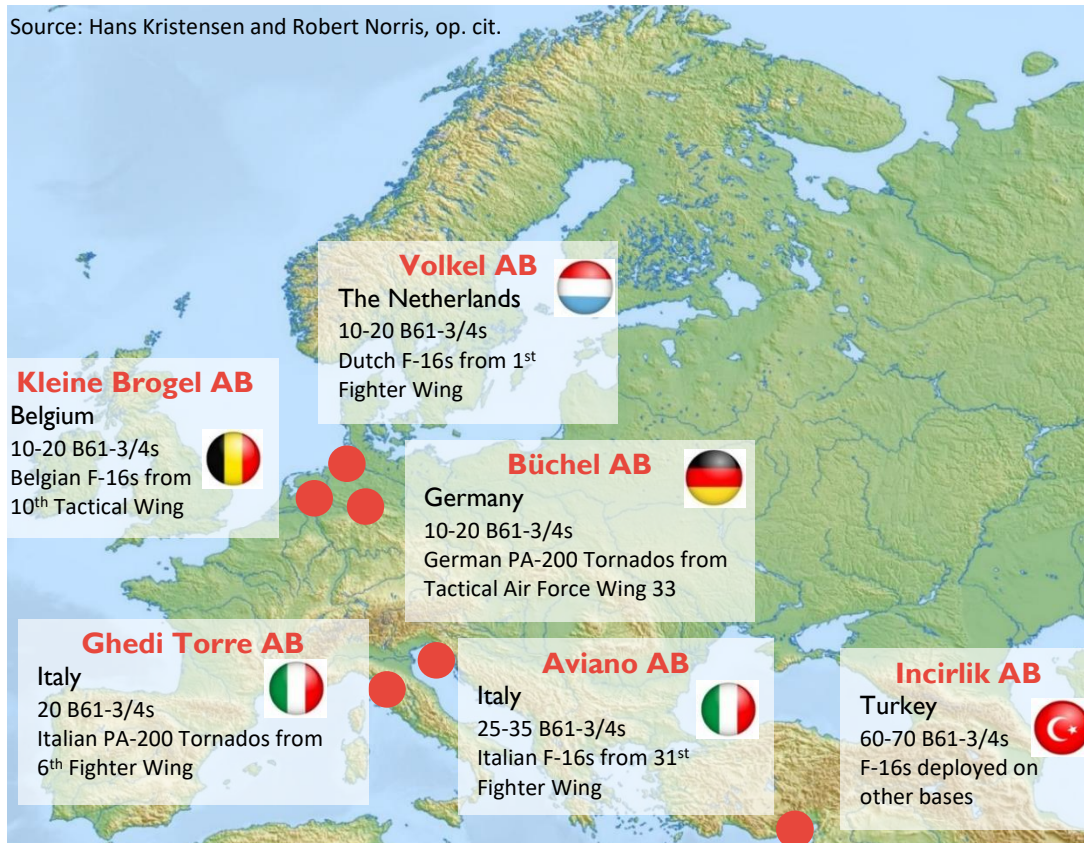 Source: Hans Kristensen and Robert Norris, op. cit.
Volkel AB
The Netherlands
10-20 B61-3/4s
Dutch F-16s from 1st
Fighter Wing
Kleine Brogel AB
Belgium
10-20 B61-3/4s
Belgian F-16s from
10th Tactical Wing
Büchel AB
Germany
10-20 B61-3/4s
German PA-200 Tornados from
Tactical Air Force Wing 33
Ghedi Torre AB
Italy
20 B61-3/4s
Italian PA-200 Tornados from
6th Fighter Wing
Aviano AB
Italy
25-35 B61-3/4s
Italian F-16s from 31st
Fighter Wing
Incirlik AB
Turkey
60-70 B61-3/4s
F-16s deployed on
other bases